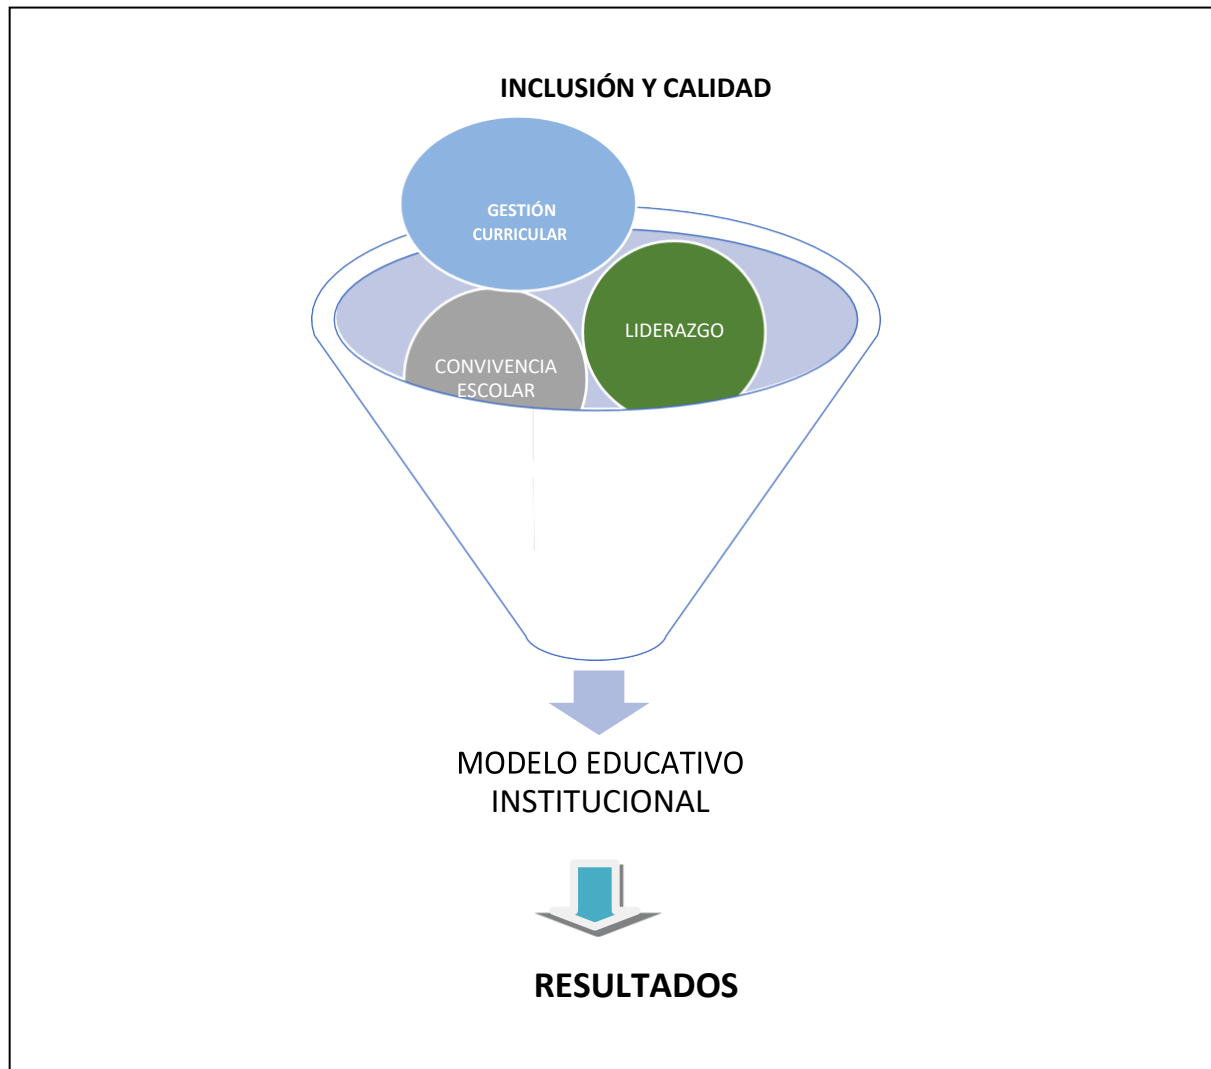 INCLUSIÓN Y CALIDAD
GESTIÓN
CURRICULAR
LIDERAZGO
CONVIVENCIA
ESCOLAR
MODELO EDUCATIVO
INSTITUCIONAL
RESULTADOS